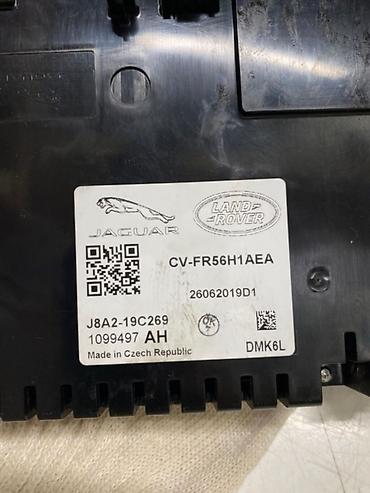 JAGUAR
LAND ROVER
CV-FR56H1AEA
26062019D1
J8A2-19C269
1099497 AH
Made in Czech Republic
DMK6L